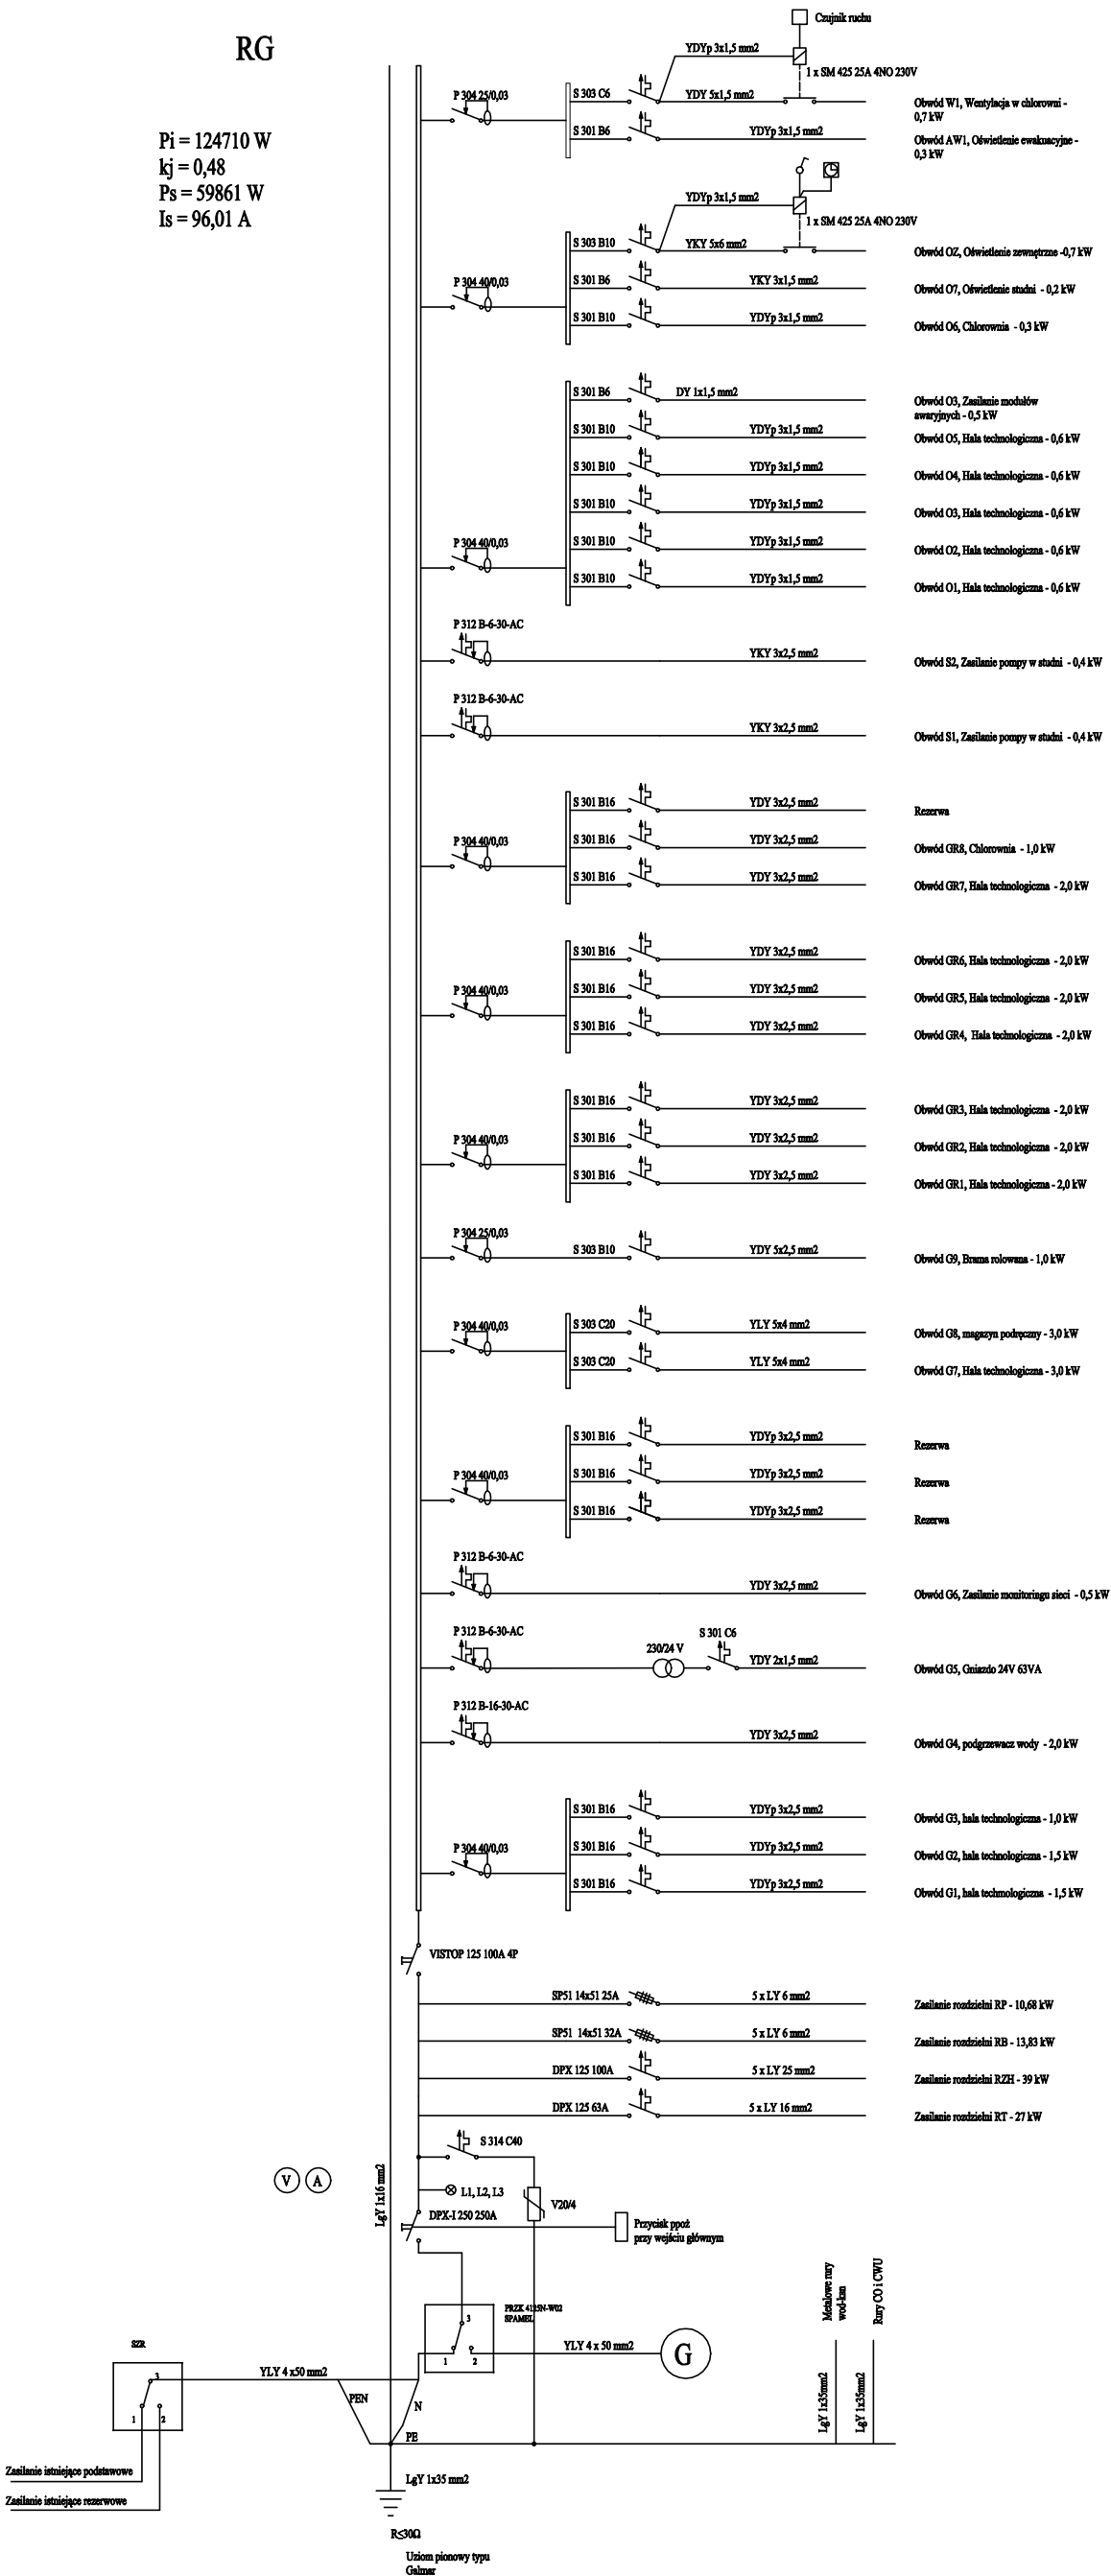 RG
Pi = 124710 W
kj = 0,48
Ps = 59861 W
Is = 96,01 A
Czujnik ruchu
YDYp 3x1,5 mm2
1 x SM 425 25A 4NO 230V
P 304 25/0,03
S 303 C6
YDY 5x1,5 mm2
Obwód W1, Wentylacja w chlorowni -
0,7 kW
S 301 B6
YDYp 3x1,5 mm2
Obwód AW1, Oświetlenie ewakuacyjne -
0,3 kW
YDYp 3x1,5 mm2
1 x SM 425 25A 4NO 230V
S 303 B10
YKY 5x6 mm2
Obwód OZ, Oświetlenie zewnętrzne -0,7 kW
P 304 40/0,03
S 301 B6
YKY 3x1,5 mm2
Obwód O7, Oświetlenie studni - 0,2 kW
S 301 B10
YDYp 3x1,5 mm2
Obwód O6, Chlorownia - 0,3 kW
S 301 B6
DY 1x1,5 mm2
Obwód O3, Zasilanie modułów
awaryjnych - 0,5 kW
S 301 B10
YDYp 3x1,5 mm2
Obwód O5, Hala technologiczna - 0,6 kW
S 301 B10
YDYp 3x1,5 mm2
Obwód O4, Hala technologiczna - 0,6 kW
S 301 B10
YDYp 3x1,5 mm2
Obwód O3, Hala technologiczna - 0,6 kW
P 304 40/0,03
S 301 B10
YDYp 3x1,5 mm2
Obwód O2, Hala technologiczna - 0,6 kW
S 301 B10
YDYp 3x1,5 mm2
Obwód O1, Hala technologiczna - 0,6 kW
P 312 B-6-30-AC
YKY 3x2,5 mm2
Obwód S2, Zasilanie pompy w studni - 0,4 kW
P 312 B-6-30-AC
YKY 3x2,5 mm2
Obwód S1, Zasilanie pompy w studni - 0,4 kW
S 301 B16
YDY 3x2,5 mm2
Rezerwa
P 304 40/0,03
S 301 B16
YDY 3x2,5 mm2
Obwód GR8, Chlorownia - 1,0 kW
S 301 B16
YDY 3x2,5 mm2
Obwód GR7, Hala technologiczna - 2,0 kW
S 301 B16
YDY 3x2,5 mm2
Obwód GR6, Hala technologiczna - 2,0 kW
P 304 40/0,03
S 301 B16
YDY 3x2,5 mm2
Obwód GR5, Hala technologiczna - 2,0 kW
S 301 B16
YDY 3x2,5 mm2
Obwód GR4, Hala technologiczna - 2,0 kW
S 301 B16
YDY 3x2,5 mm2
Obwód GR3, Hala technologiczna - 2,0 kW
P 304 40/0,03
S 301 B16
YDY 3x2,5 mm2
Obwód GR2, Hala technologiczna - 2,0 kW
S 301 B16
YDY 3x2,5 mm2
Obwód GR1, Hala technologiczna - 2,0 kW
P 304 25/0,03
S 303 B10
YDY 5x2,5 mm2
Obwód G9, Brama rolowana - 1,0 kW
P 304 40/0,03
S 303 C20
YLY 5x4 mm2
Obwód G8, magazyn podręczny - 3,0 kW
S 303 C20
YLY 5x4 mm2
Obwód G7, Hala technologiczna - 3,0 kW
S 301 B16
YDYp 3x2,5 mm2
Rezerwa
P 304 40/0,03
S 301 B16
YDYp 3x2,5 mm2
Rezerwa
S 301 B16
YDYp 3x2,5 mm2
Rezerwa
P 312 B-6-30-AC
YDY 3x2,5 mm2
Obwód G6, Zasilanie monitoringu sieci - 0,5 kW
P 312 B-6-30-AC
230/24 V
S 301 C6
YDY 2x1,5 mm2
Obwód G5, Gniazdo 24V 63VA
P 312 B-16-30-AC
YDY 3x2,5 mm2
Obwód G4, podgrzewacz wody - 2,0 kW
S 301 B16
YDYp 3x2,5 mm2
Obwód G3, hala technologiczna - 1,0 kW
P 304 40/0,03
S 301 B16
YDYp 3x2,5 mm2
Obwód G2, hala technologiczna - 1,5 kW
S 301 B16
YDYp 3x2,5 mm2
Obwód G1, hala technologiczna - 1,5 kW
VISTOP 125 100A 4P
SP51 14x51 25A
5 x LY 6 mm2
Zasilanie rozdzielni RP - 10,68 kW
SP51 14x51 32A
5 x LY 6 mm2
Zasilanie rozdzielni RB - 13,83 kW
DPX 125 100A
5 x LY 25 mm2
Zasilanie rozdzielni RZH - 39 kW
DPX 125 63A
5 x LY 16 mm2
Zasilanie rozdzielni RT - 27 kW
S 314 C40
V
A
LgY 1x16 mm2
L1, L2, L3
V20/4
DPX-I 250 250A
Przycisk ppoż
przy wejściu głównym
Metalowe rury
wod-kan
Rury CO i CWU
PRZK 4125N-W02
SPAMEL
3
1
2
YLY 4 x 50 mm2
G
SZR
3
1
2
YLY 4 x50 mm2
PEN
N
PE
LgY 1x35mm2
LgY 1x35mm2
Zasilanie istniejące podstawowe
Zasilanie istniejące rezerwowe
LgY 1x35 mm2
R≤30Ω
Uziom pionowy typu
Galmar